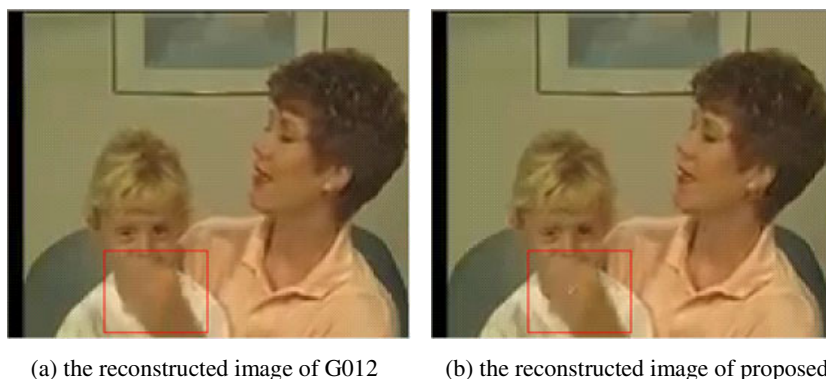 (a) the reconstructed image of G012
(b) the reconstructed image of proposed